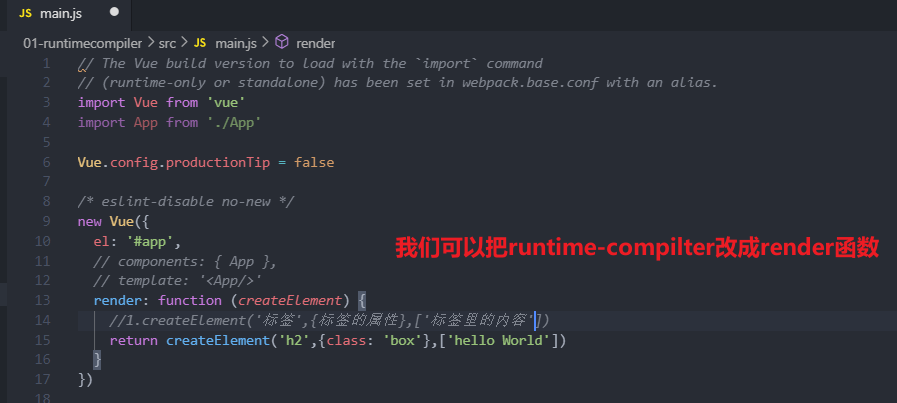 JS main.js
01-runtimecompiler > src > JS main.js > render
1 // The Vue build version to load with the `import` command
2 // (runtime-only or standalone) has been set in webpack.base.conf with an alias.
3 import Vue from 'vue'
4 import App from './App'
5
6 Vue.config.productionTip = false
7
8 /* eslint-disable no-new */
9 new Vue({
10 el: '#app',
我们可以把runtime-compilter改成render函数
11 // components: { App },
12 // template: '<App/>'
13 render: function (createElement) {
14 //1.createElement('标签',{标签的属性},['标签里的内容'])
15 return createElement('h2',{class: 'box'},['hello World'])
16 }
17 })
18